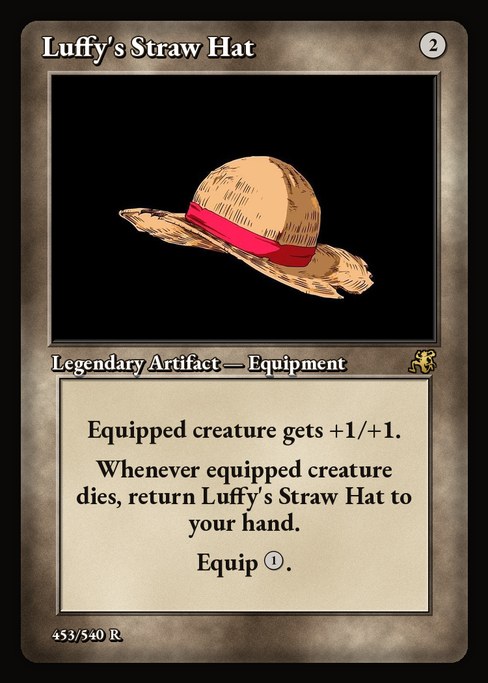 Luffy's Straw Hat
2
Legendary Artifact — Equipment
Equipped creature gets +1/+1.
Whenever equipped creature
dies, return Luffy's Straw Hat to
your hand.
Equip 1.
453/540 R